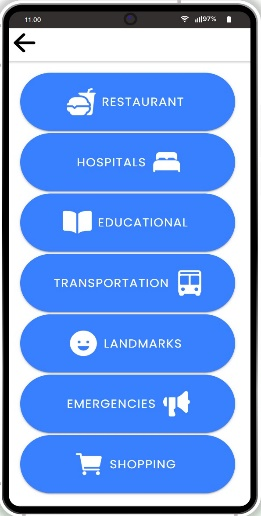 11.00
97%
RESTAURANT
HOSPITALS
EDUCATIONAL
TRANSPORTATION
LANDMARKS
EMERGENCIES
SHOPPING